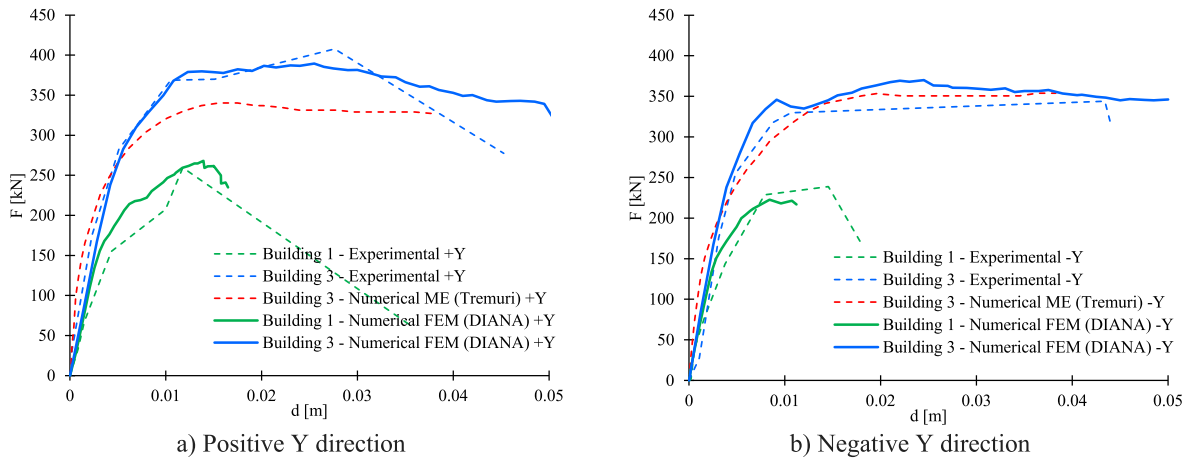 450
400
350
300
250
200
150
100
50
0
F [kN]
0 0.01 0.02 0.03 0.04 0.05
d [m]
Building 1 - Experimental +Y
Building 3 - Experimental +Y
Building 3 - Numerical ME (Tremuri) +Y
Building 1 - Numerical FEM (DIANA) +Y
Building 3 - Numerical FEM (DIANA) +Y
a) Positive Y direction
450
400
350
300
250
200
150
100
50
0
F [kN]
0 0.01 0.02 0.03 0.04 0.05
d [m]
Building 1 - Experimental -Y
Building 3 - Experimental -Y
Building 3 - Numerical ME (Tremuri) -Y
Building 1 - Numerical FEM (DIANA) -Y
Building 3 - Numerical FEM (DIANA) -Y
b) Negative Y direction